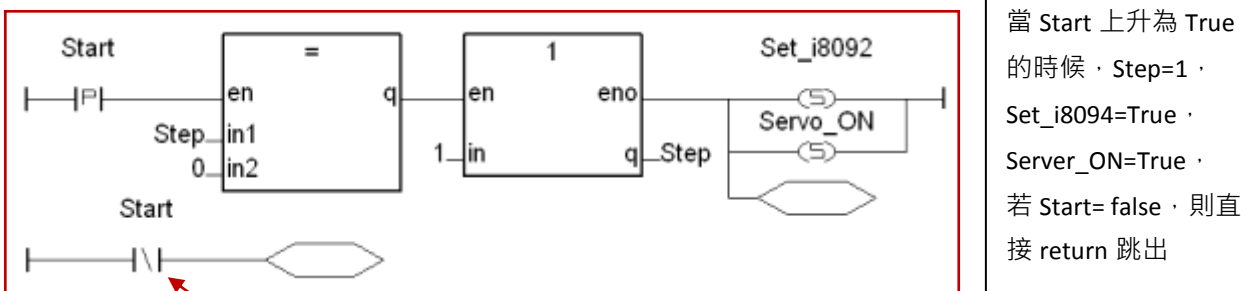 Start
=
1
Set_i8092
P
en
q
en
eno
S
Servo_ON
Step
in1
1
in
q
Step
S
0
in2
Start
當 Start 上升為 True
的時候，Step=1，
Set_i8094=True，
Server_ON=True，
若 Start= false，則直
接 return 跳出